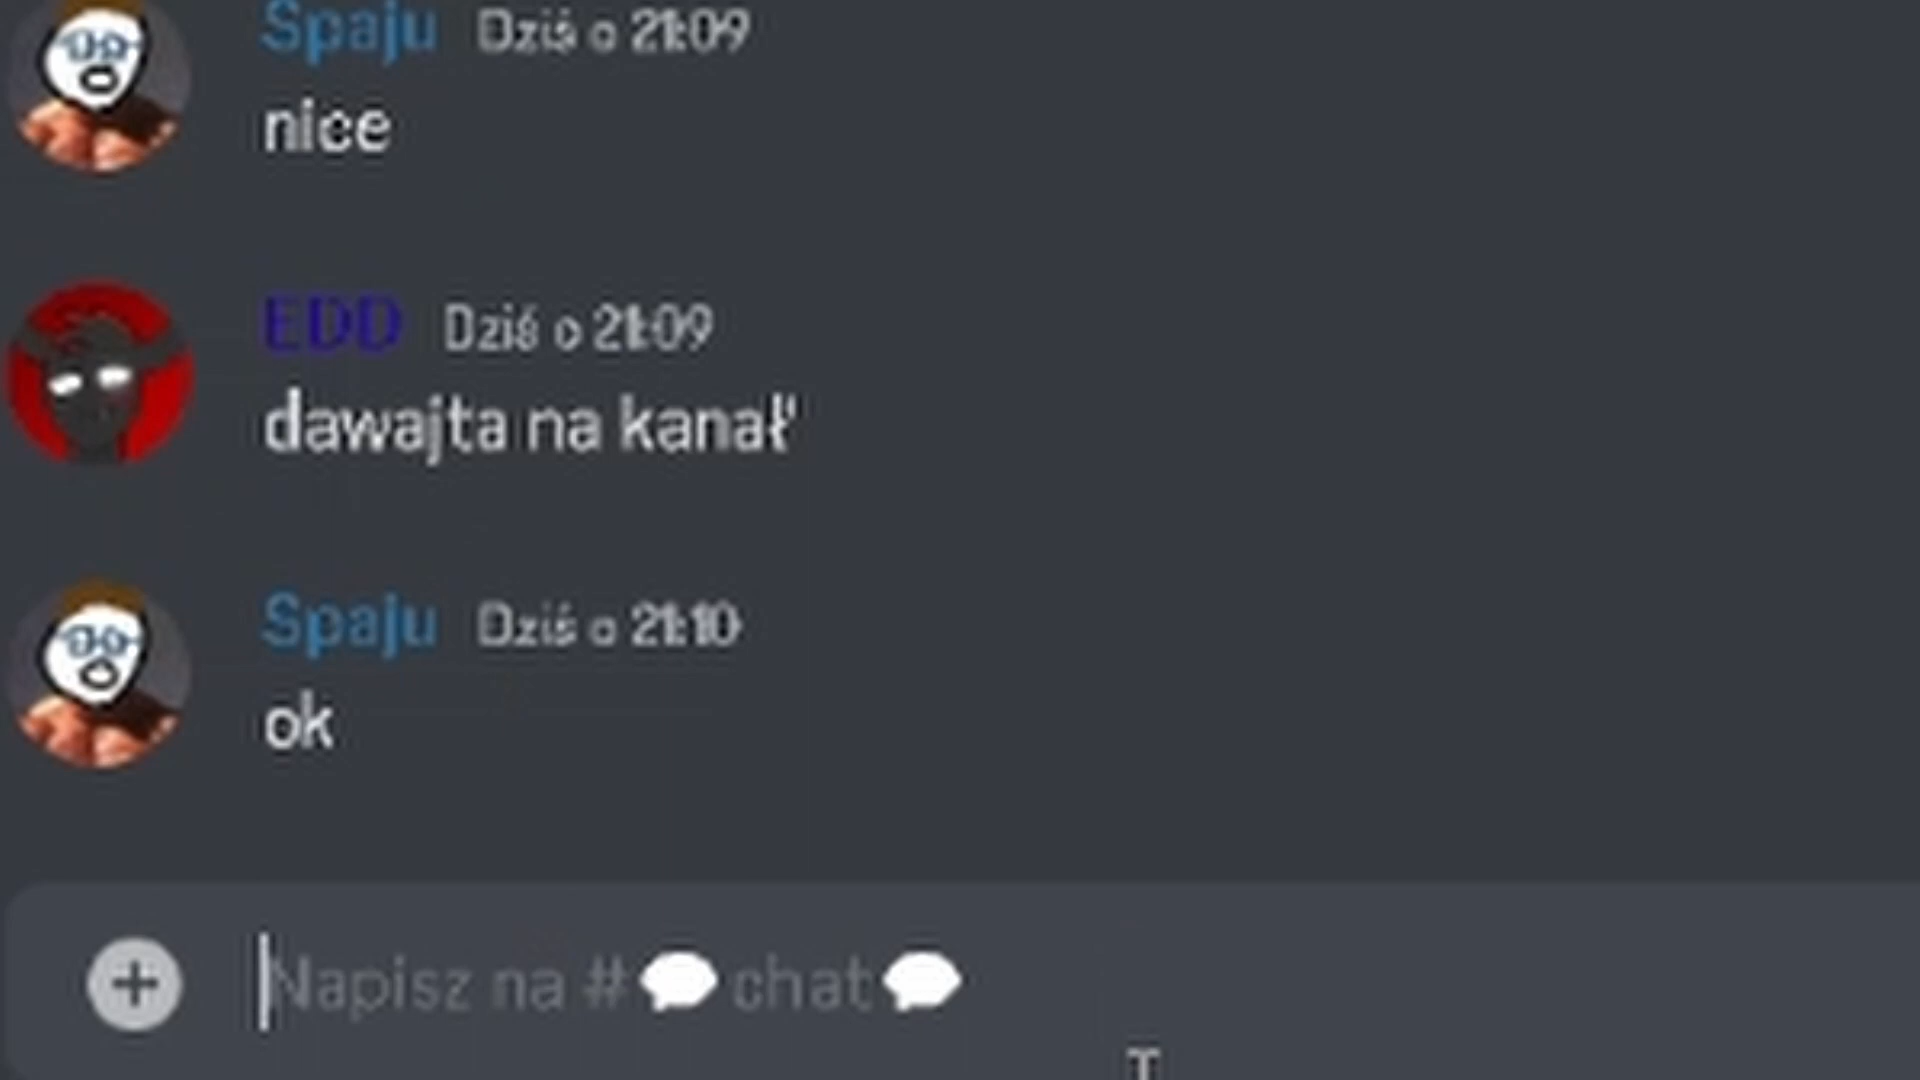 Spaju Dziś o 21:09
nice
EDD Dziś o 21:09
dawajta na kanał'
Spaju Dziś o 21:10
ok
Napisz na #💬chat💬